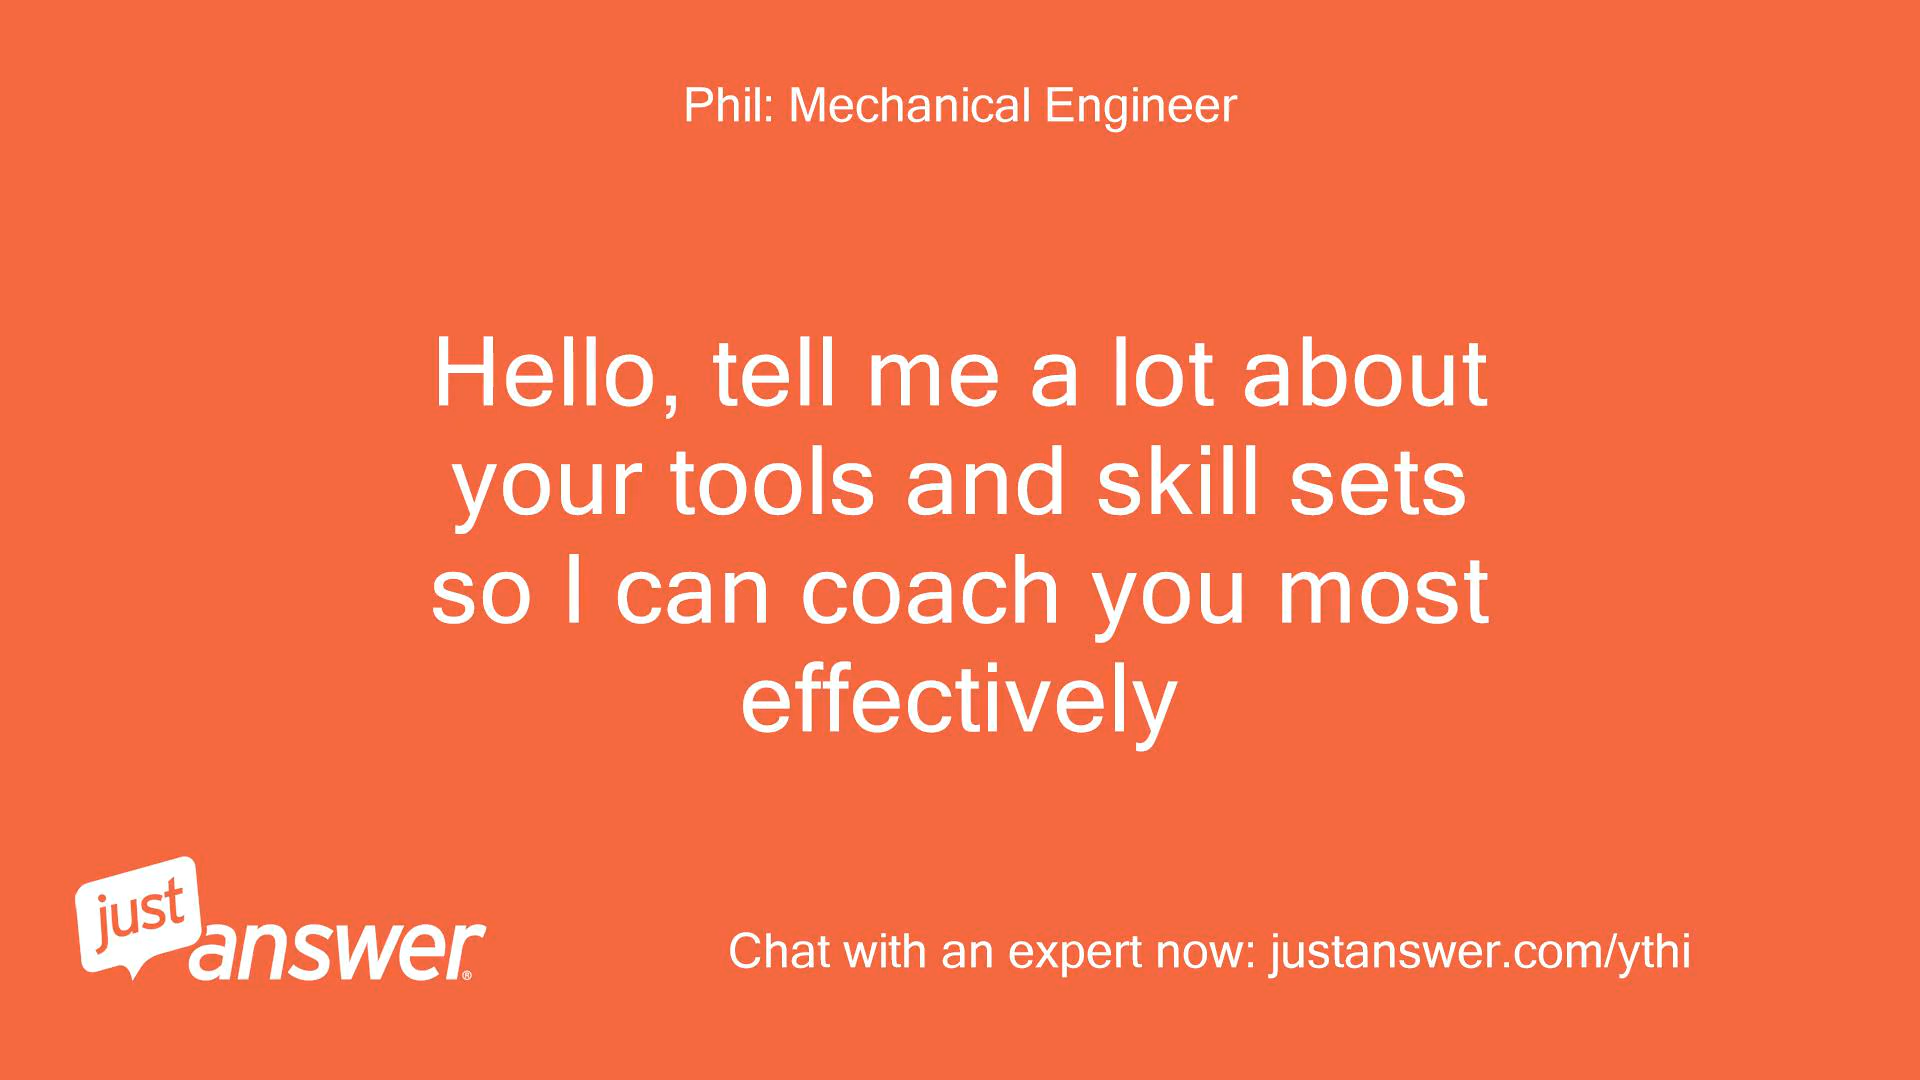 Phil: Mechanical Engineer
Hello, tell me a lot about
your tools and skill sets
so I can coach you most
effectively
just
answer®
Chat with an expert now: justanswer.com/ythi